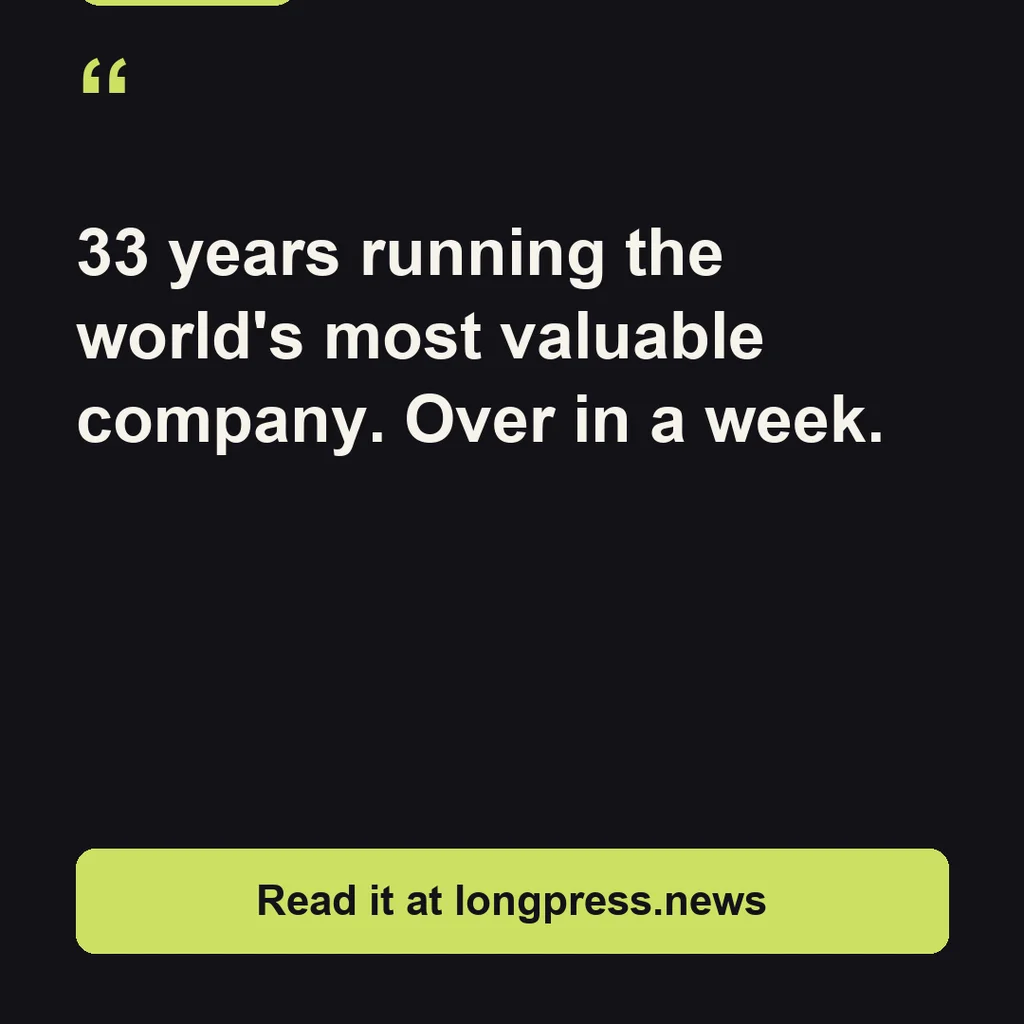 “
33 years running the
world's most valuable
company. Over in a week.
Read it at longpress.news